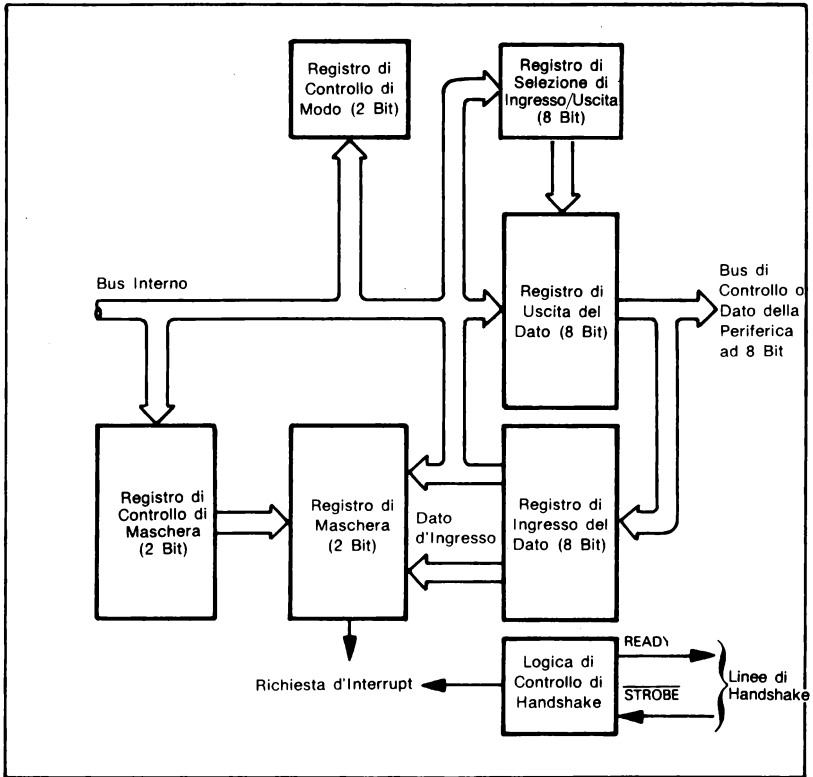 Registro di
Controllo di
Modo (2 Bit)
Registro di
Selezione di
Ingresso/Uscita
(8 Bit)
Bus Interno
Registro di
Uscita del
Dato (8 Bit)
Bus di
Controllo o
Dato della
Periferica
ad 8 Bit
Registro di
Controllo di
Maschera
(2 Bit)
Registro di
Maschera
(2 Bit)
Dato
d'Ingresso
Registro di
Ingresso del
Dato (8 Bit)
Richiesta d'Interrupt
Logica di
Controllo di
Handshake
READY
STROBE
Linee di
Handshake